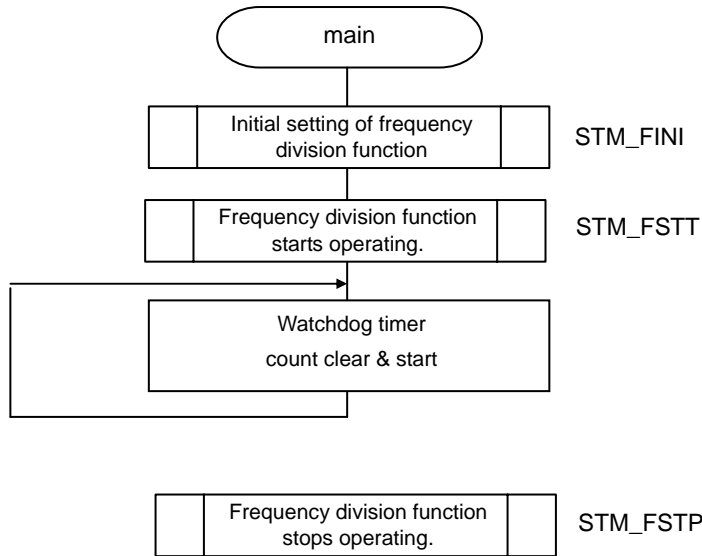 main
Initial setting of frequency
division function
STM_FINI
Frequency division function
starts operating.
STM_FSTT
Watchdog timer
count clear & start
Frequency division function
stops operating.
STM_FSTP